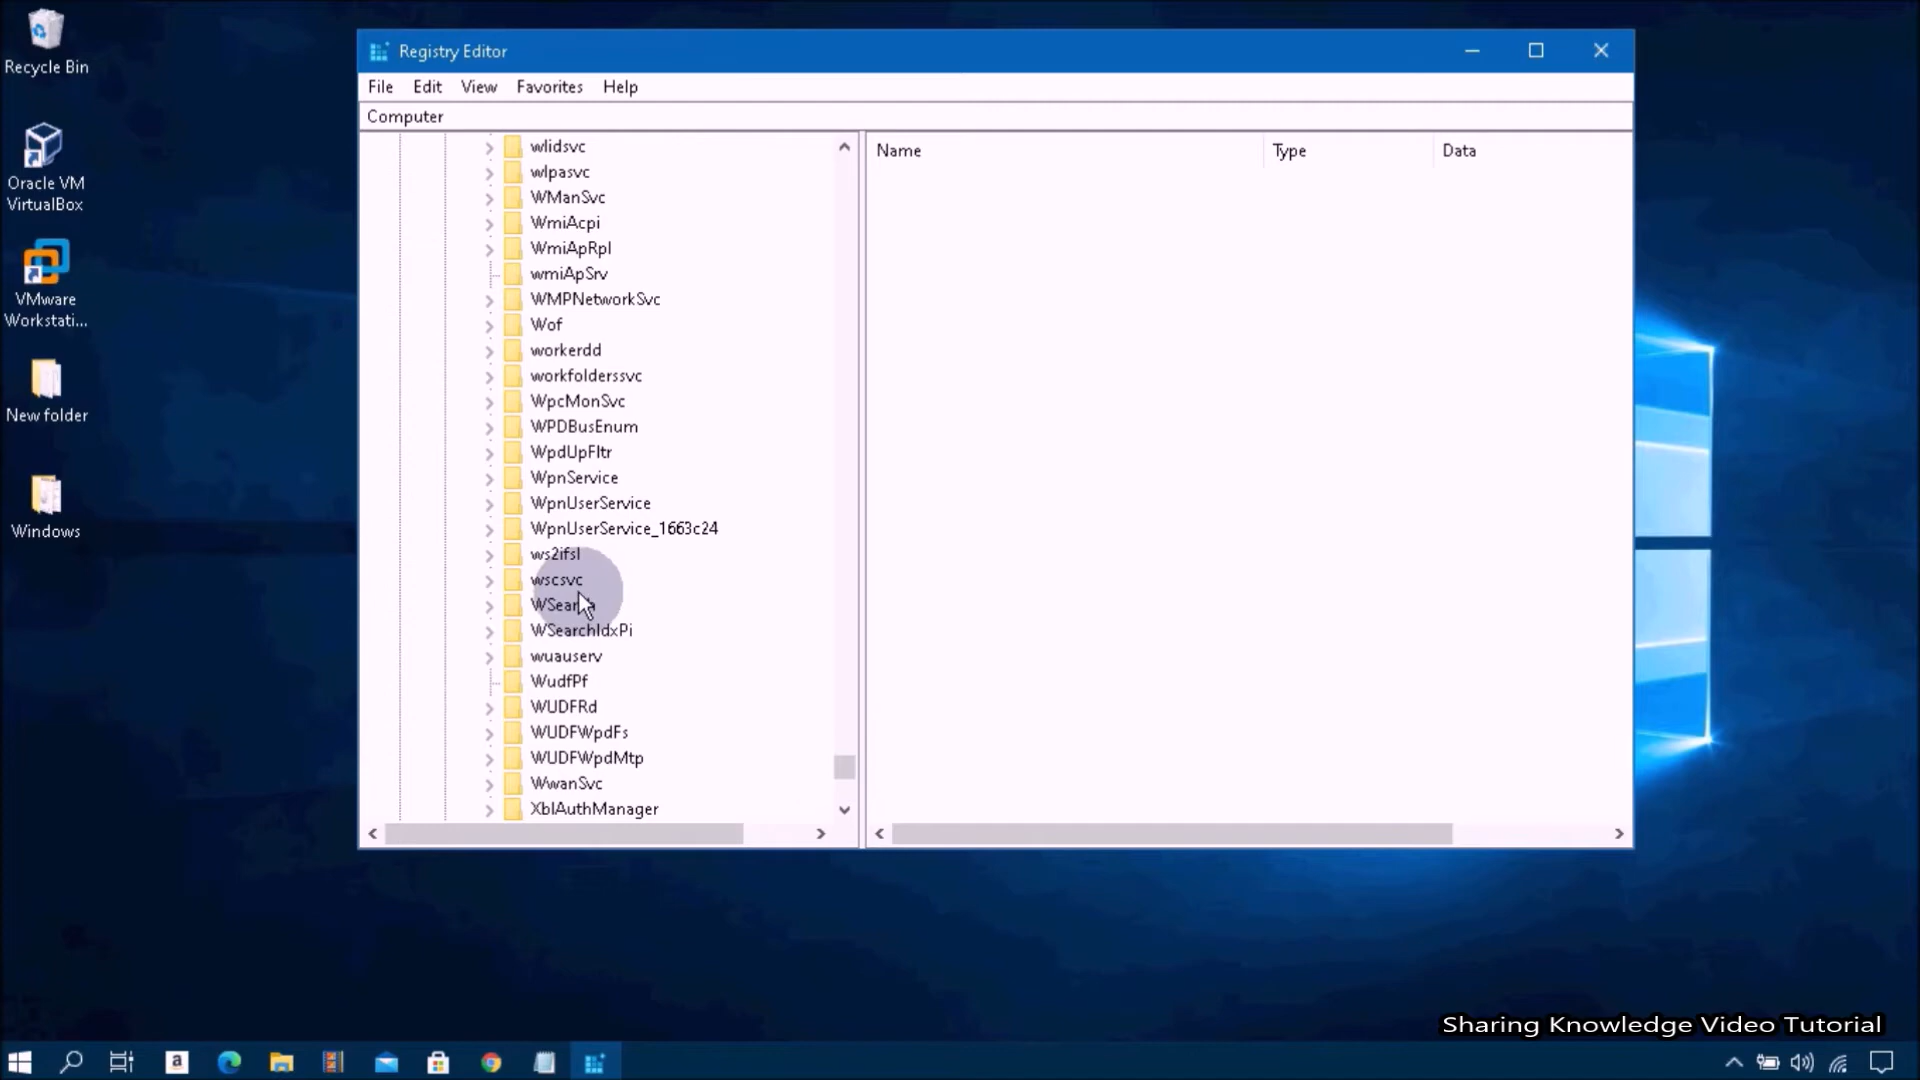 Recycle Bin
Oracle VM
VirtualBox
VMware
Workstati...
New folder
Windows
Registry Editor
File Edit View Favorites Help
Computer
wlidsvc
wlpasvc
WManSvc
WmiAcpi
WmiApRpl
wmiApSrv
WMPNetworkSvc
Wof
workerdd
workfolderssvc
WpcMonSvc
WPDBusEnum
WpdUpFltr
WpnService
WpnUserService
WpnUserService_1663c24
ws2ifsl
wscsvc
WSearch
WSearchIdxPi
wuauserv
WudfPf
WUDFRd
WUDFWpdFs
WUDFWpdMtp
WwanSvc
XblAuthManager
Name Type Data
Sharing Knowledge Video Tutorial